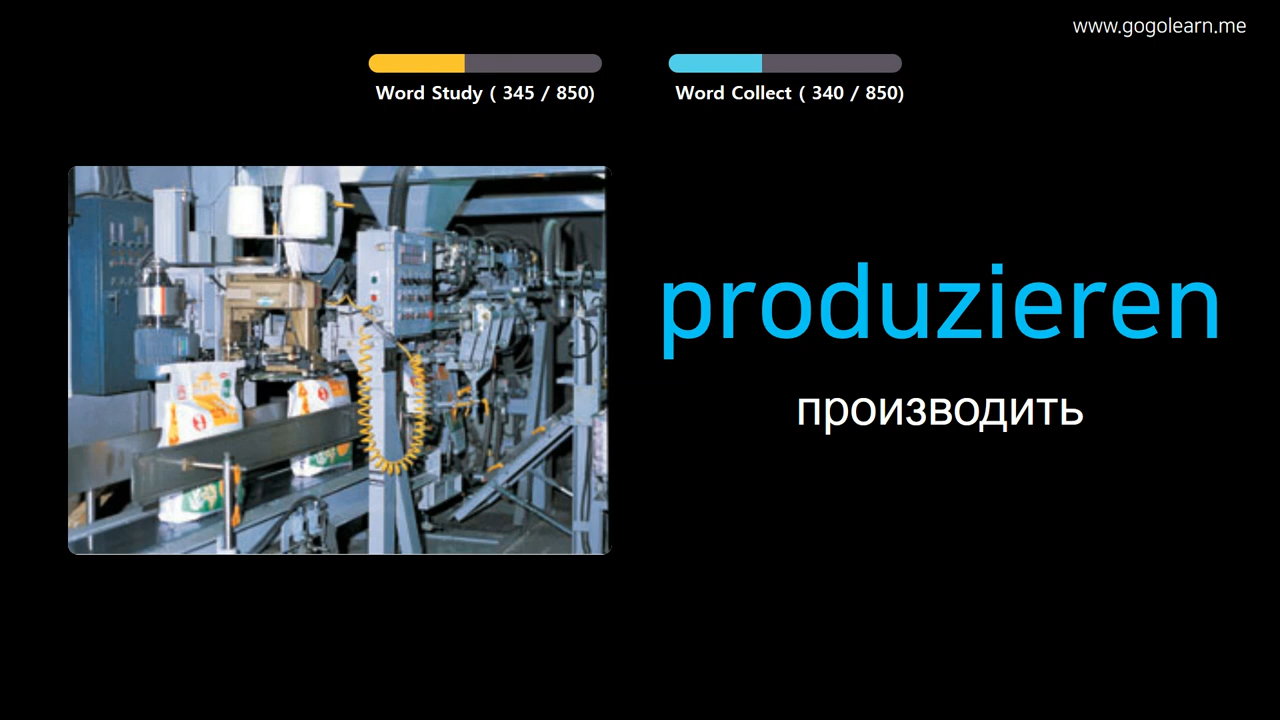 www.gogolearn.me
Word Study ( 345 / 850)
Word Collect ( 340 / 850)
produzieren
производить